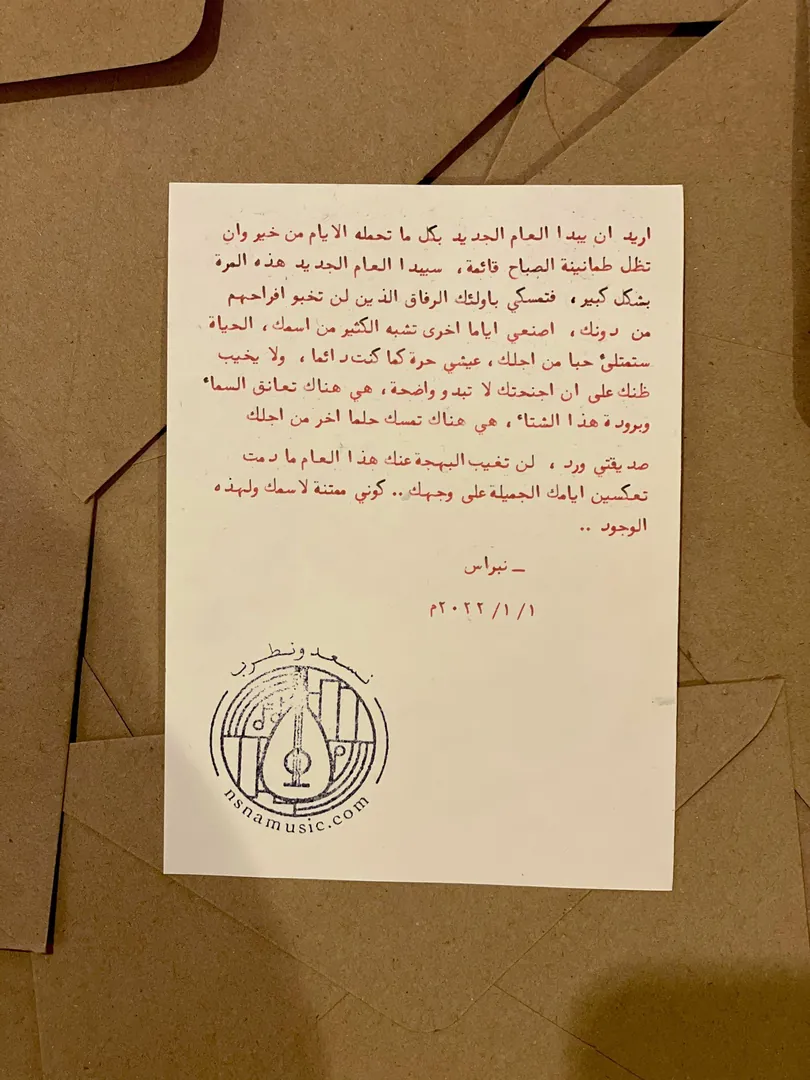 اريد ان يبدا العام الجديد بكل ما تحمله الايام من خير وان
تظل طمانينة الصباح قائمة، سيبدا العام الجديد هذه المرة
بشكل كبير، فتمسكي باولئك الرفاق الذين لن تخبو افراحهم
من دونك، اصنعي اياما اخرى تشبه الكثير من اسمك، الحياة
ستمتلئ حبا من اجلك، عيشي حرة كما كنت دائما، ولا يخيب
ظنك على ان اجنحتك لا تبدو واضحة، هي هناك تعانق السماء
وبرودة هذا الشتاء، هي هناك تمسك حلما اخر من اجلك
صديقتي ورد، لن تغيب البهجة عنك هذا العام ما دمت
تعكسين ايامك الجميلة على وجهك.. كوني ممتنة لاسمك ولهذه
الوجود ..
ــ نبراس
١/١/٢٠٢٢م
نسعد ونطرب
nsnamusic.com